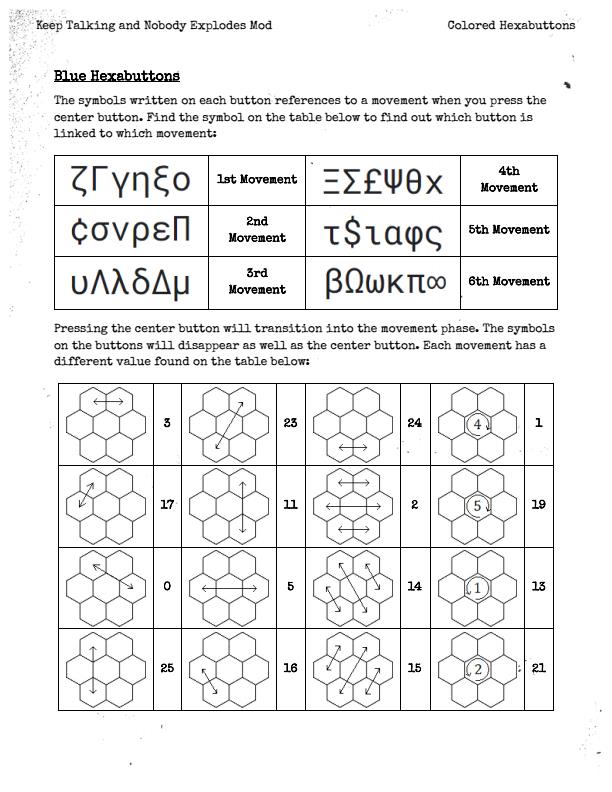 Keep Talking and Nobody Explodes Mod
Colored Hexabuttons
Blue Hexabuttons
The symbols written on each button references to a movement when you press the
center button. Find the symbol on the table below to find out which button is
linked to which movement:
ζΓγηξο 1st Movement ΞΣ£Ψθχ 4th Movement
¢σνρεΠ 2nd Movement τ$ιαφς 5th Movement
υΛλδΔμ 3rd Movement βΩωκπ∞ 6th Movement
Pressing the center button will transition into the movement phase. The symbols
on the buttons will disappear as well as the center button. Each movement has a
different value found on the table below:
3 23 24 4 1
17 11 2 5 19
0 5 14 1 13
25 16 15 2 21